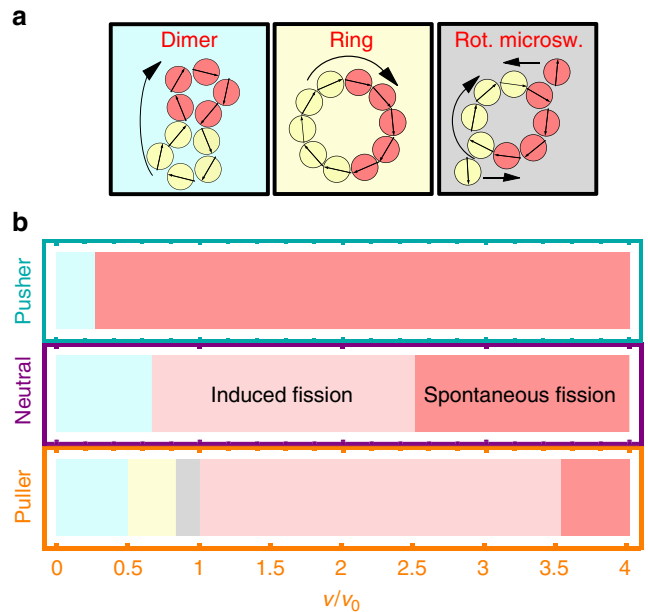 a
Dimer
Ring
Rot. microsw.
b
Pusher
Neutral
Induced fission
Spontaneous fission
Puller
0 0.5 1 1.5 2 2.5 3 3.5 4
v/v0